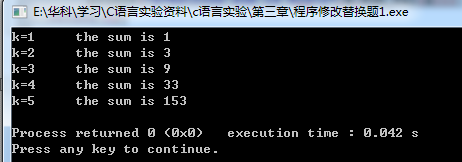 E:\华科\学习\C语言实验资料\c语言实验\第三章\程序修改替换题1.exe
k=1 the sum is 1
k=2 the sum is 3
k=3 the sum is 9
k=4 the sum is 33
k=5 the sum is 153
Process returned 0 (0x0) execution time : 0.042 s
Press any key to continue.